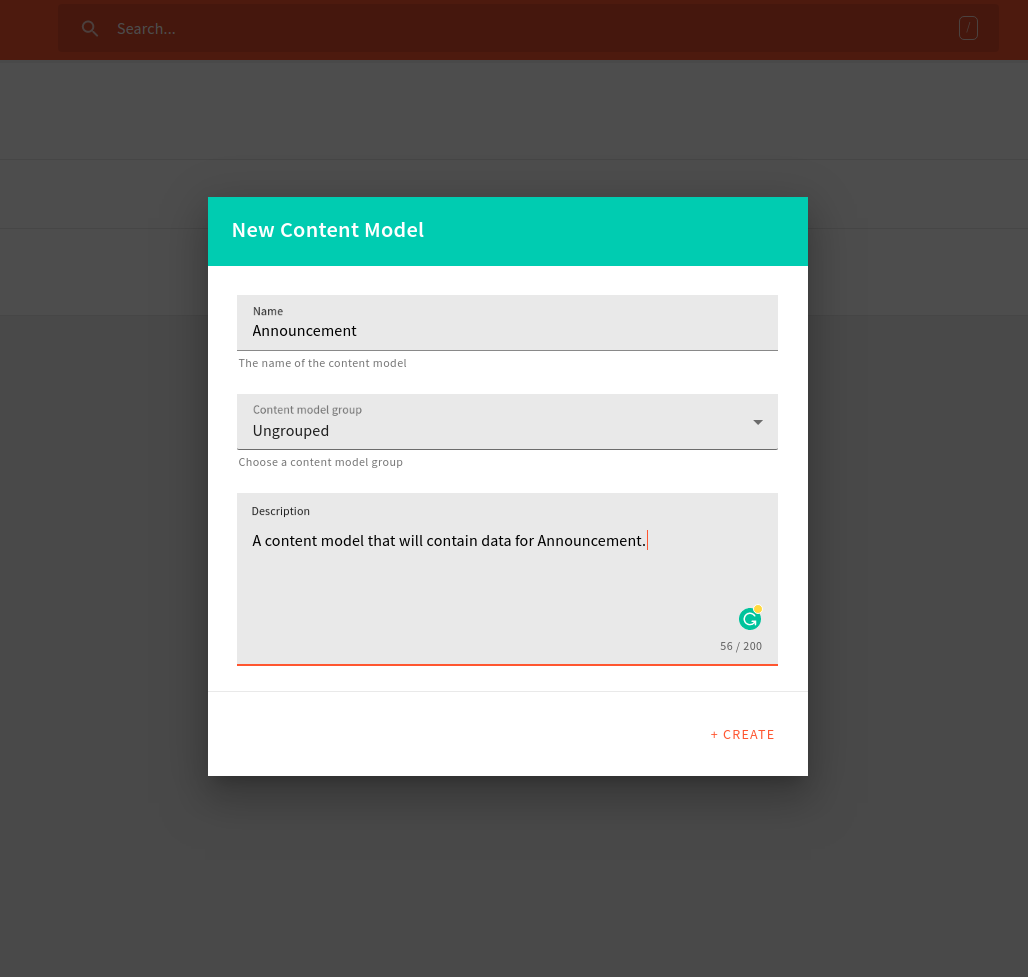 Search...
/
New Content Model
Name
Announcement
The name of the content model
Content model group
Ungrouped
Choose a content model group
Description
A content model that will contain data for Announcement.
56 / 200
+ CREATE